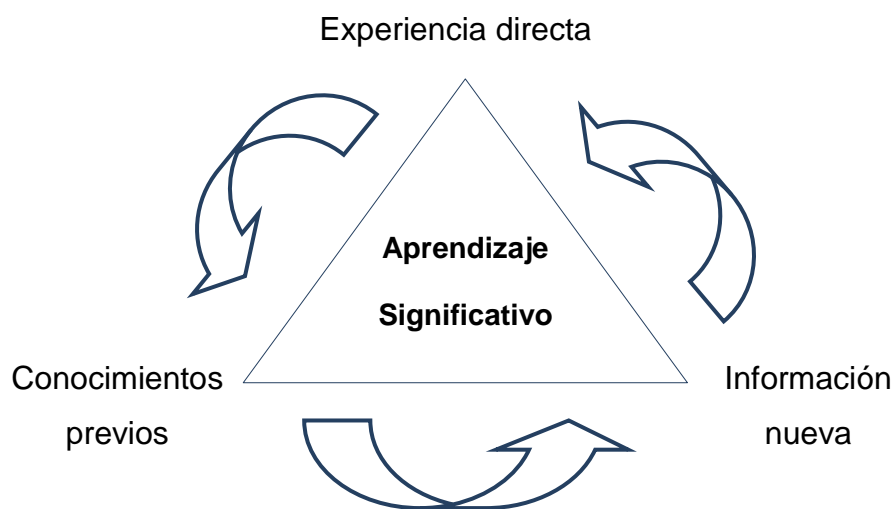 Experiencia directa
Aprendizaje
Significativo
Conocimientos
previos
Información
nueva